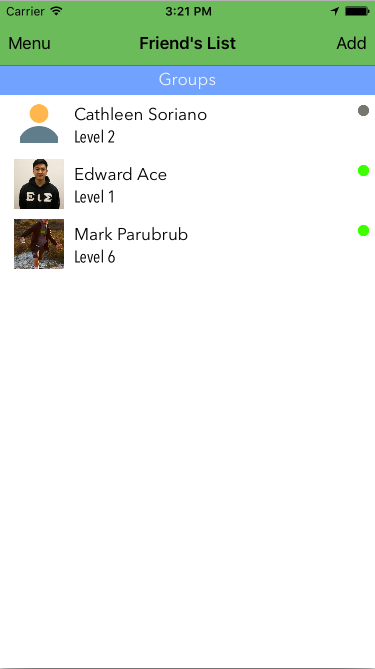 Carrier 3:21 PM
Menu Friend's List Add
Groups
Cathleen Soriano
Level 2
Edward Ace
Level 1
Mark Parubrub
Level 6
ΕΙΣ